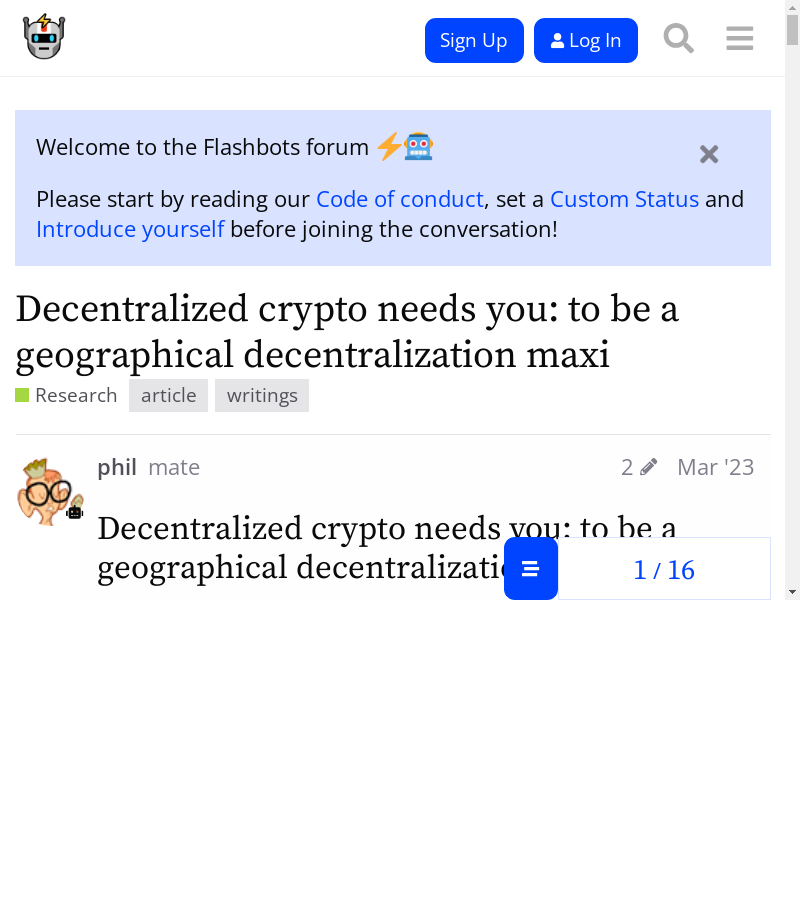 Sign Up
Log In
Welcome to the Flashbots forum
Please start by reading our Code of conduct, set a Custom Status and
Introduce yourself before joining the conversation!
Decentralized crypto needs you: to be a
geographical decentralization maxi
Research article writings
phil mate 2 Mar '23
Decentralized crypto needs you: to be a
geographical
1 / 16